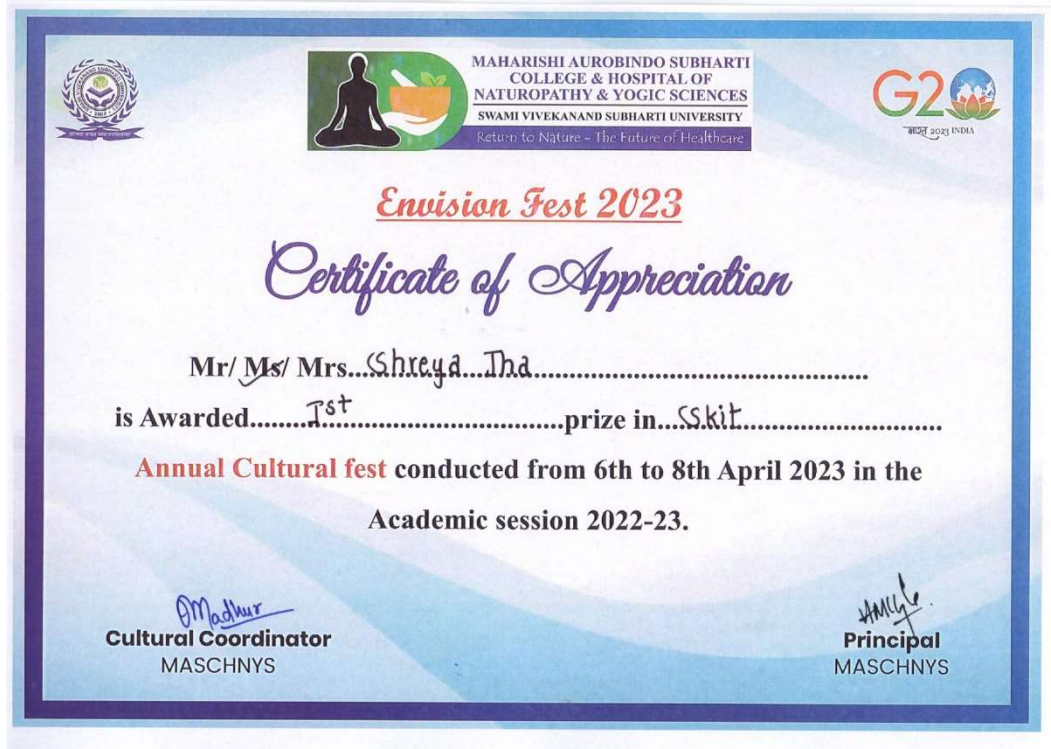 MAHARISHI AUROBINDO SUBHARTI
COLLEGE & HOSPITAL OF
NATUROPATHY & YOGIC SCIENCES
SWAMI VIVEKANAND SUBHARTI UNIVERSITY
Return to Nature - The Future of Healthcare
G20
भारत 2023 INDIA
Envision Fest 2023
Certificate of Appreciation
Mr/ Ms/ Mrs...Shreya Jha...
is Awarded...Ist...prize in...Skit...
Annual Cultural fest conducted from 6th to 8th April 2023 in the
Academic session 2022-23.
Madhur
Cultural Coordinator
MASCHNYS
Principal
MASCHNYS